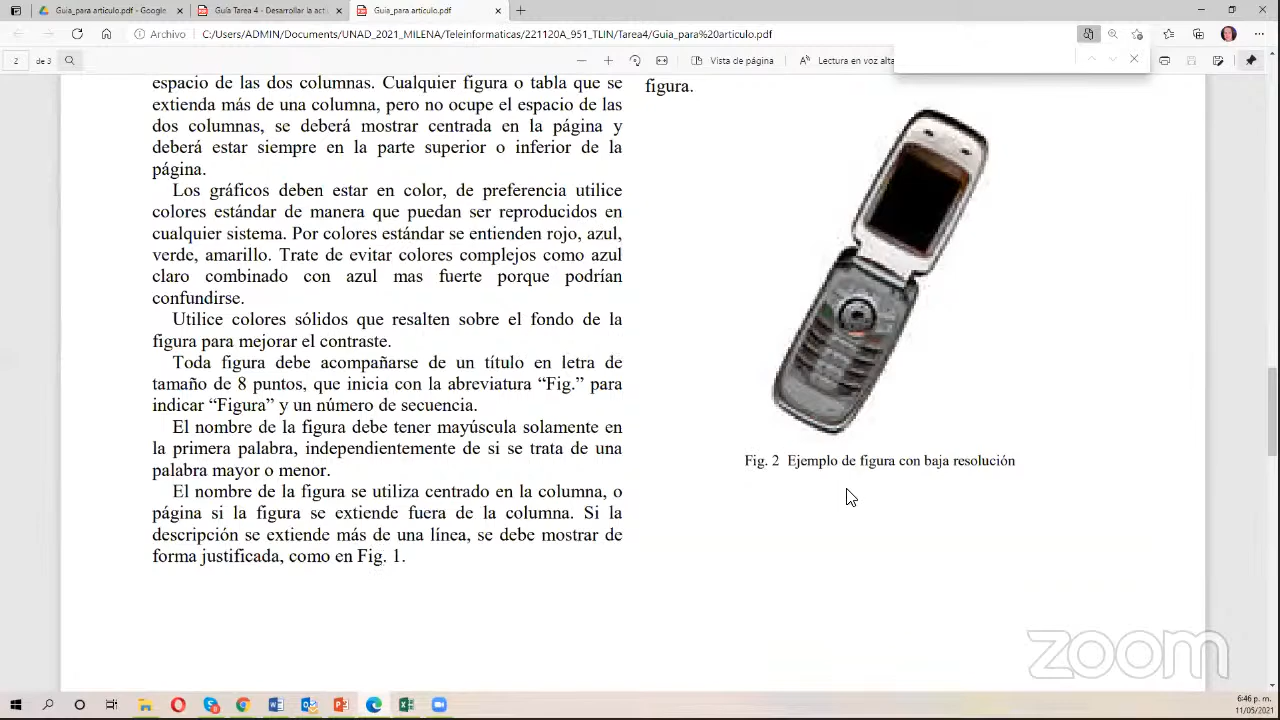 Guia_para articulo.pdf - Google
Guía Tarea 4 - Desarrollar la acti
Guia_para articulo.pdf
Archivo
C:/Users/ADMIN/Documents/UNAD_2021_MILENA/Teleinformaticas/221120A_951_TLIN/Tarea4/Guia_para%20articulo.pdf
2 de 3
Vista de página
Lectura en voz alta
espacio de las dos columnas. Cualquier figura o tabla que se
extienda más de una columna, pero no ocupe el espacio de las
dos columnas, se deberá mostrar centrada en la página y
deberá estar siempre en la parte superior o inferior de la
página.
Los gráficos deben estar en color, de preferencia utilice
colores estándar de manera que puedan ser reproducidos en
cualquier sistema. Por colores estándar se entienden rojo, azul,
verde, amarillo. Trate de evitar colores complejos como azul
claro combinado con azul mas fuerte porque podrían
confundirse.
Utilice colores sólidos que resalten sobre el fondo de la
figura para mejorar el contraste.
Toda figura debe acompañarse de un título en letra de
tamaño de 8 puntos, que inicia con la abreviatura “Fig.” para
indicar “Figura” y un número de secuencia.
El nombre de la figura debe tener mayúscula solamente en
la primera palabra, independientemente de si se trata de una
palabra mayor o menor.
El nombre de la figura se utiliza centrado en la columna, o
página si la figura se extiende fuera de la columna. Si la
descripción se extiende más de una línea, se debe mostrar de
forma justificada, como en Fig. 1.
figura.
Fig. 2 Ejemplo de figura con baja resolución
zoom
6:46 p. m.
11/05/2021